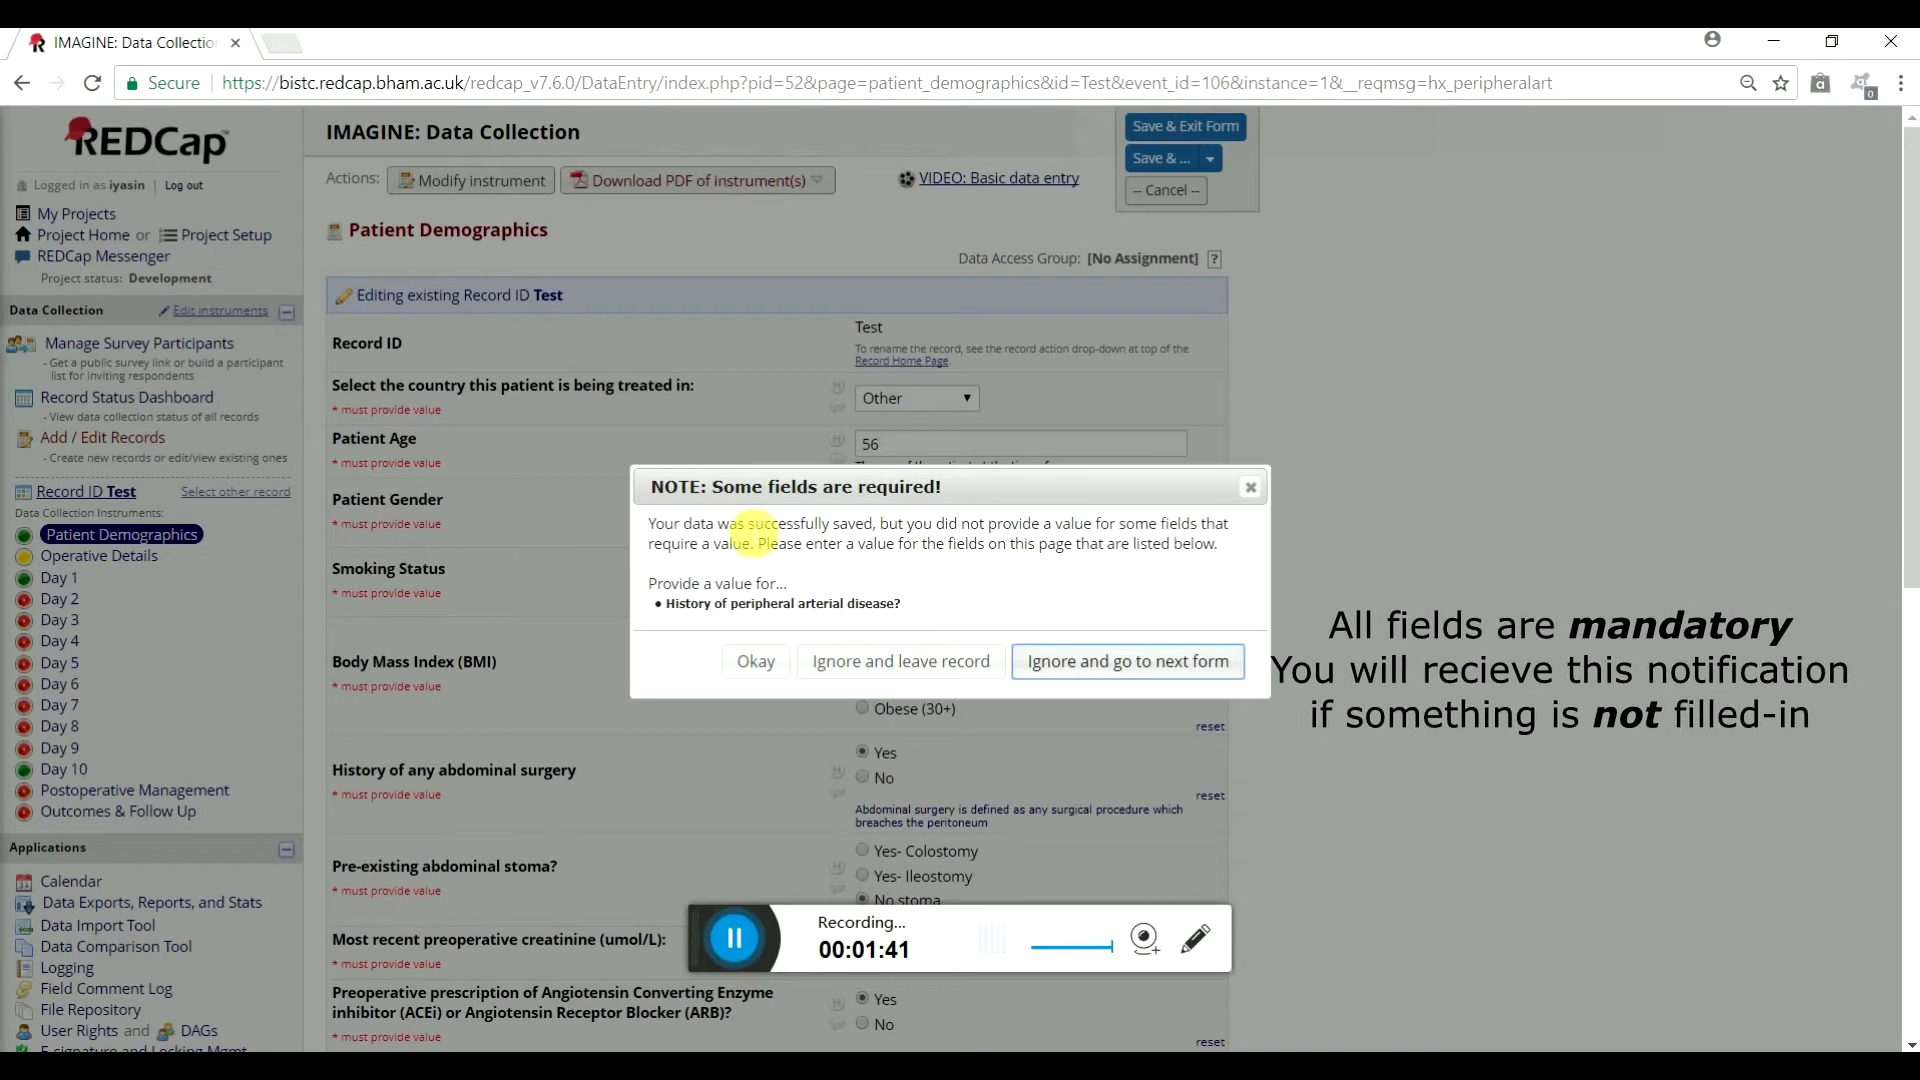 IMAGINE: Data Collectio
Secure https://bistc.redcap.bham.ac.uk/redcap_v7.6.0/DataEntry/index.php?pid=52&page=patient_demographics&id=Test&event_id=106&instance=1&__reqmsg=hx_peripheralart
0
REDCap
Logged in as iyasin | Log out
My Projects
Project Home or Project Setup
REDCap Messenger
Project status: Development
Data Collection Edit instruments
Manage Survey Participants
- Get a public survey link or build a participant
list for inviting respondents
Record Status Dashboard
- View data collection status of all records
Add / Edit Records
- Create new records or edit/view existing ones
Record ID Test Select other record
Data Collection Instruments:
Patient Demographics
Operative Details
Day 1
Day 2
Day 3
Day 4
Day 5
Day 6
Day 7
Day 8
Day 9
Day 10
Postoperative Management
Outcomes & Follow Up
Applications
Calendar
Data Exports, Reports, and Stats
Data Import Tool
Data Comparison Tool
Logging
Field Comment Log
File Repository
User Rights and DAGs
E-signature and Locking Mgmt
IMAGINE: Data Collection
Actions: Modify instrument Download PDF of instrument(s) VIDEO: Basic data entry
Save & Exit Form
Save & ...
-- Cancel --
Patient Demographics
Data Access Group: [No Assignment] ?
Editing existing Record ID Test
Record ID
Test
To rename the record, see the record action drop-down at top of the
Record Home Page.
Select the country this patient is being treated in:
* must provide value
Other
Patient Age
* must provide value
56
Patient Gender
* must provide value
Smoking Status
* must provide value
Body Mass Index (BMI)
* must provide value
Obese (30+)
reset
History of any abdominal surgery
* must provide value
Yes
No
reset
Abdominal surgery is defined as any surgical procedure which
breaches the peritoneum
Pre-existing abdominal stoma?
* must provide value
Yes- Colostomy
Yes- Ileostomy
No stoma
Most recent preoperative creatinine (umol/L):
* must provide value
Preoperative prescription of Angiotensin Converting Enzyme
inhibitor (ACEi) or Angiotensin Receptor Blocker (ARB)?
* must provide value
Yes
No
reset
NOTE: Some fields are required!
Your data was successfully saved, but you did not provide a value for some fields that
require a value. Please enter a value for the fields on this page that are listed below.
Provide a value for...
• History of peripheral arterial disease?
Okay
Ignore and leave record
Ignore and go to next form
All fields are mandatory
You will recieve this notification
if something is not filled-in
Recording...
00:01:41